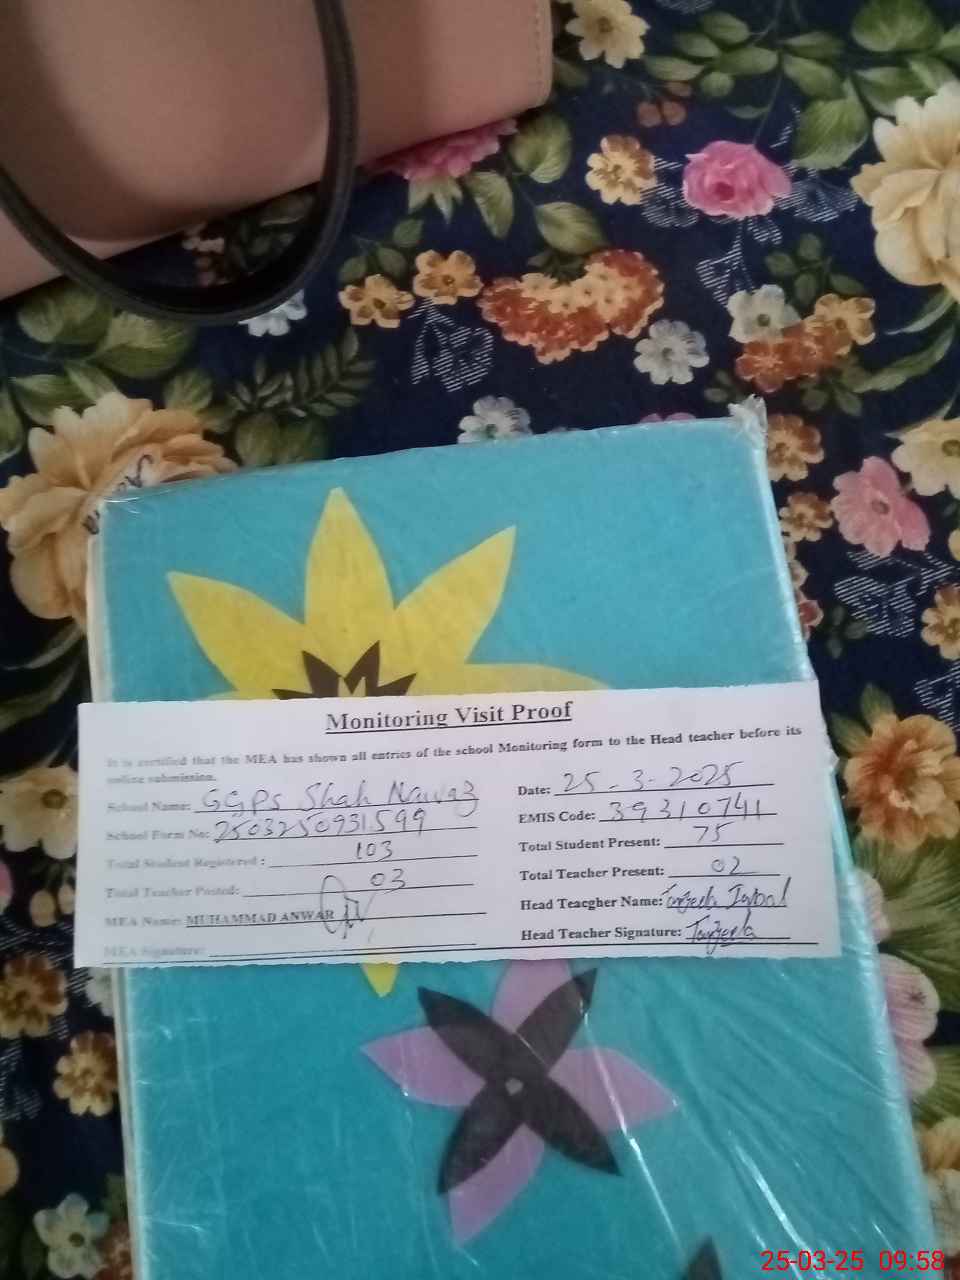 Monitoring Visit Proof
It is certified that the MEA has shown all entries of the school Monitoring form to the Head teacher before its
online submission.
School Name: GGPS Shah Nawaz
Date: 25-3-2025
School Form No: 2503250931599
EMIS Code: 39310741
Total Student Registered : 103
Total Student Present: 75
Total Teacher Posted: 03
Total Teacher Present: 02
MEA Name: MUHAMMAD ANWAR
Head Teacgher Name: Iqbal
MEA Signature:
Head Teacher Signature:
25-03-25 09:58